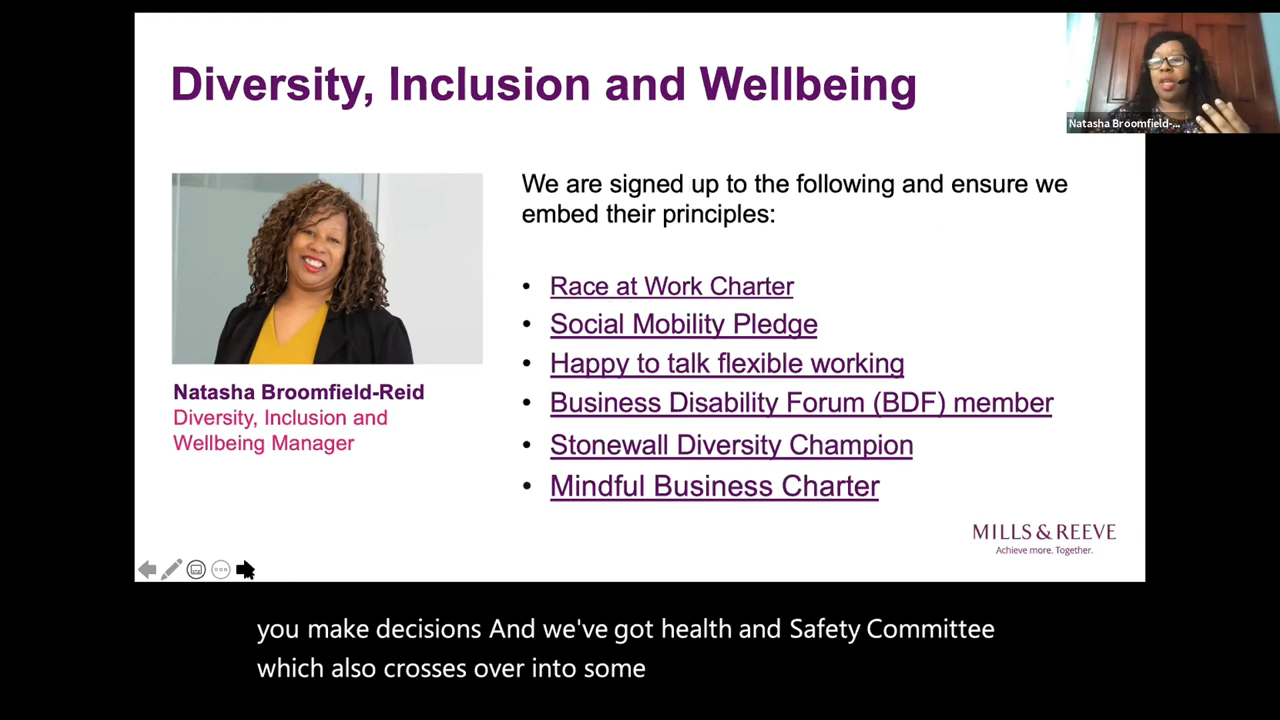 Diversity, Inclusion and Wellbeing
Natasha Broomfield-...
We are signed up to the following and ensure we
embed their principles:
• Race at Work Charter
• Social Mobility Pledge
• Happy to talk flexible working
• Business Disability Forum (BDF) member
• Stonewall Diversity Champion
• Mindful Business Charter
Natasha Broomfield-Reid
Diversity, Inclusion and
Wellbeing Manager
MILLS & REEVE
Achieve more. Together.
you make decisions And we've got health and Safety Committee
which also crosses over into some